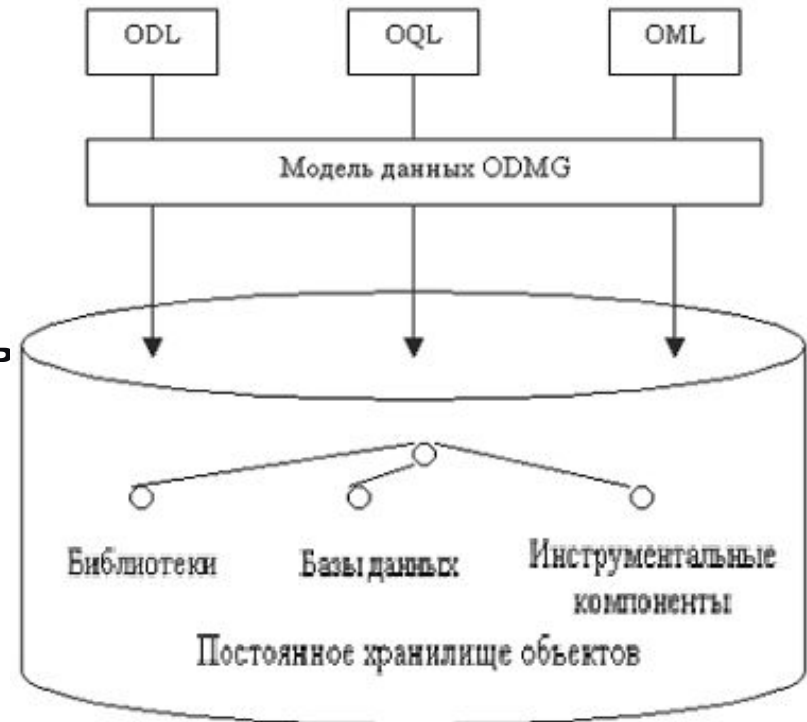 ODL OQL OML
Модель данных ODMG
ь
Библиотеки Базы данных Инструментальные
компоненты
Постоянное хранилище объектов